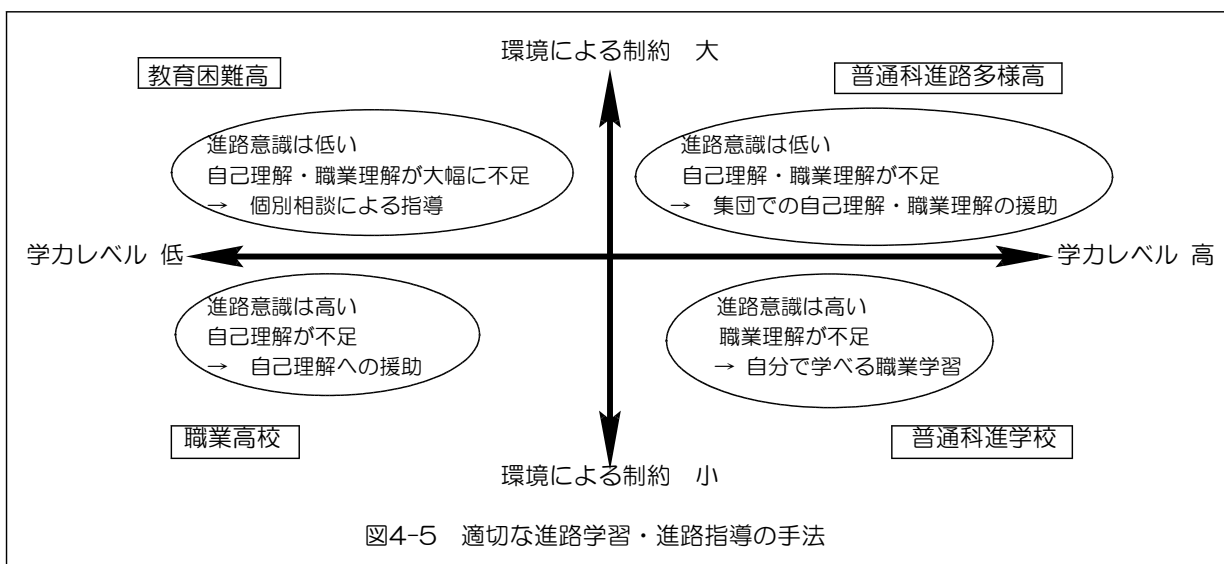 環境による制約　大
教育困難高
普通科進路多様高
進路意識は低い
自己理解・職業理解が大幅に不足
→　個別相談による指導
進路意識は低い
自己理解・職業理解が不足
→　集団での自己理解・職業理解の援助
学力レベル 低
学力レベル 高
進路意識は高い
自己理解が不足
→　自己理解への援助
進路意識は高い
職業理解が不足
→ 自分で学べる職業学習
職業高校
普通科進学校
環境による制約　小
図4-5　適切な進路学習・進路指導の手法